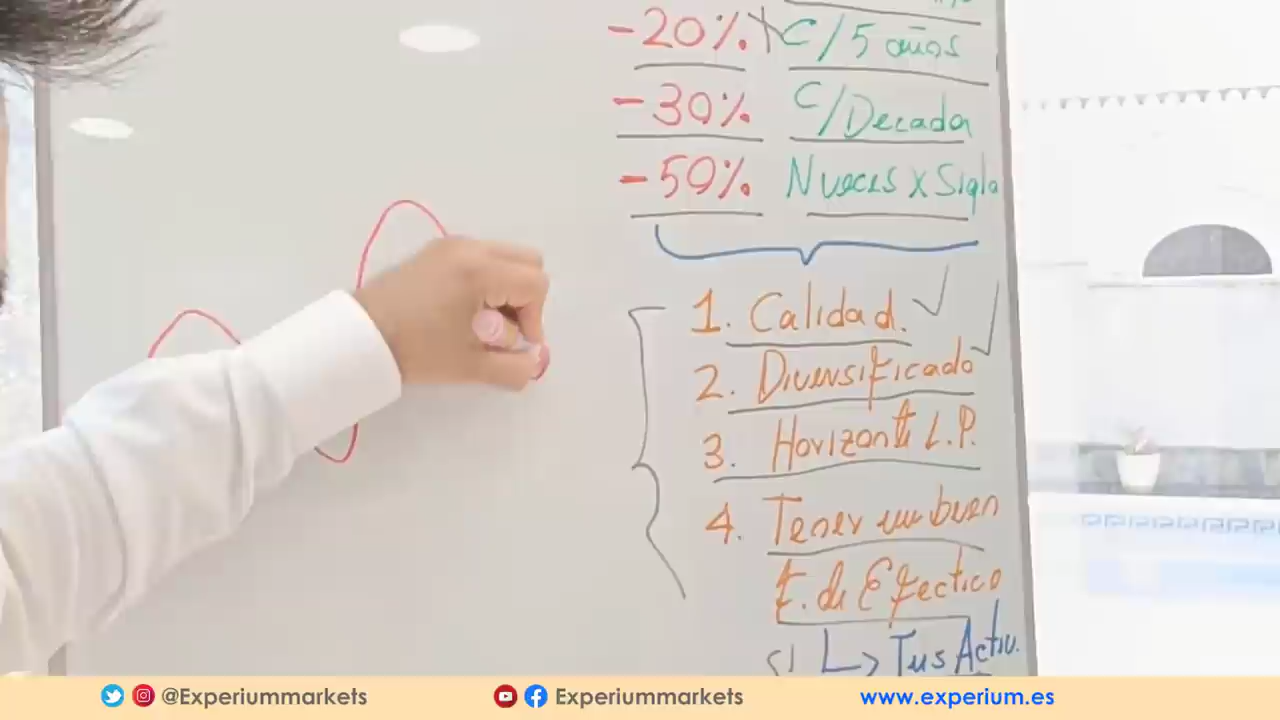 -20% C/5 años
-30% C/Decada
-50% N veces x Siglo
1. Calidad.
2. Diversificado
3. Horizonte L.P.
4. Tener un buen
F. de Efectivo
Tus Activ.
@Experiummarkets
Experiummarkets
www.experium.es